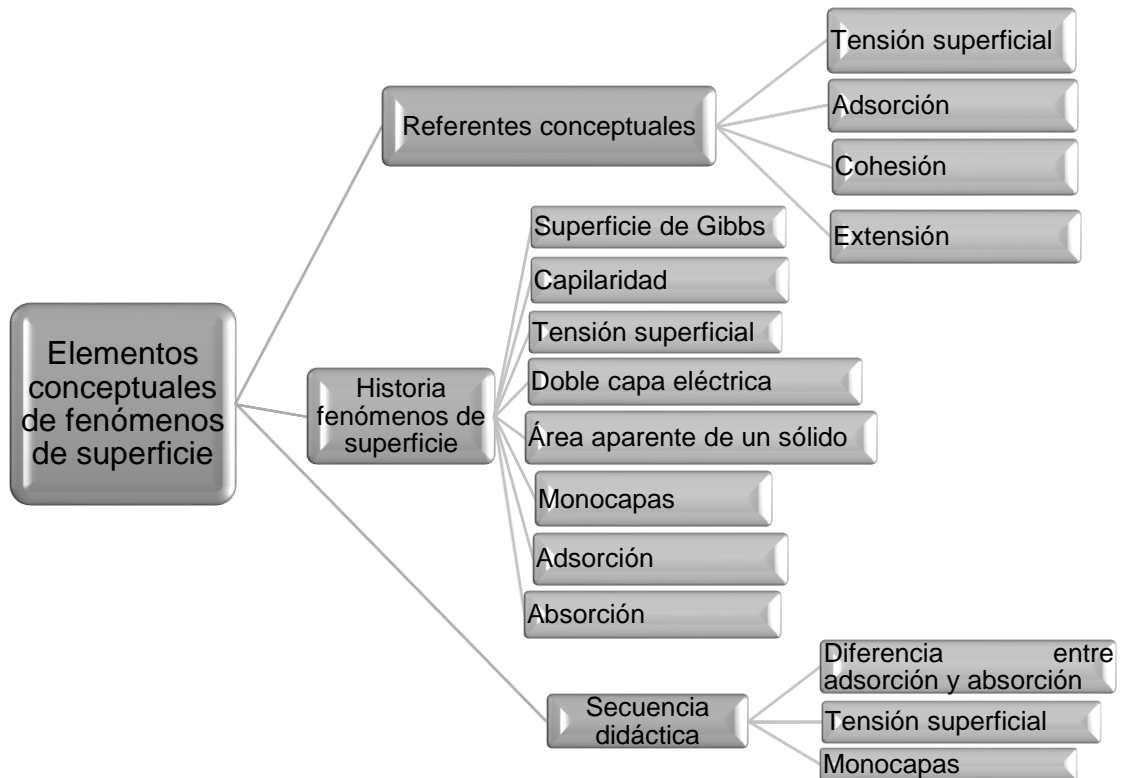 Elementos
conceptuales
de fenómenos
de superficie
Referentes conceptuales
Tensión superficial
Adsorción
Cohesión
Extensión
Historia
fenómenos de
superficie
Superficie de Gibbs
Capilaridad
Tensión superficial
Doble capa eléctrica
Área aparente de un sólido
Monocapas
Adsorción
Absorción
Secuencia
didáctica
Diferencia entre
adsorción y absorción
Tensión superficial
Monocapas